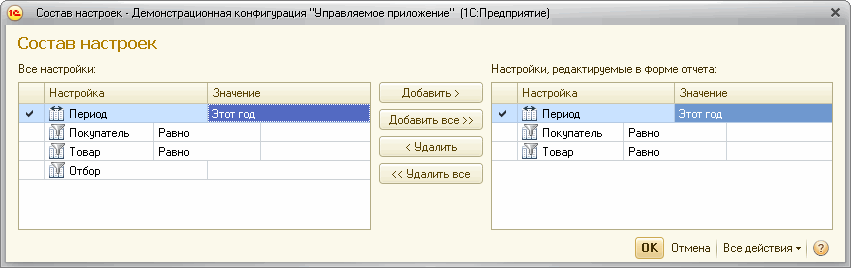 Состав настроек - Демонстрационная конфигурация "Управляемое приложение" (1С:Предприятие)
Состав настроек
Все настройки:
Настройка Значение
Период Этот год
Покупатель Равно
Товар Равно
Отбор
Добавить >
Добавить все >>
< Удалить
<< Удалить все
Настройки, редактируемые в форме отчета:
Настройка Значение
Период Этот год
Покупатель Равно
Товар Равно
OK Отмена Все действия ?